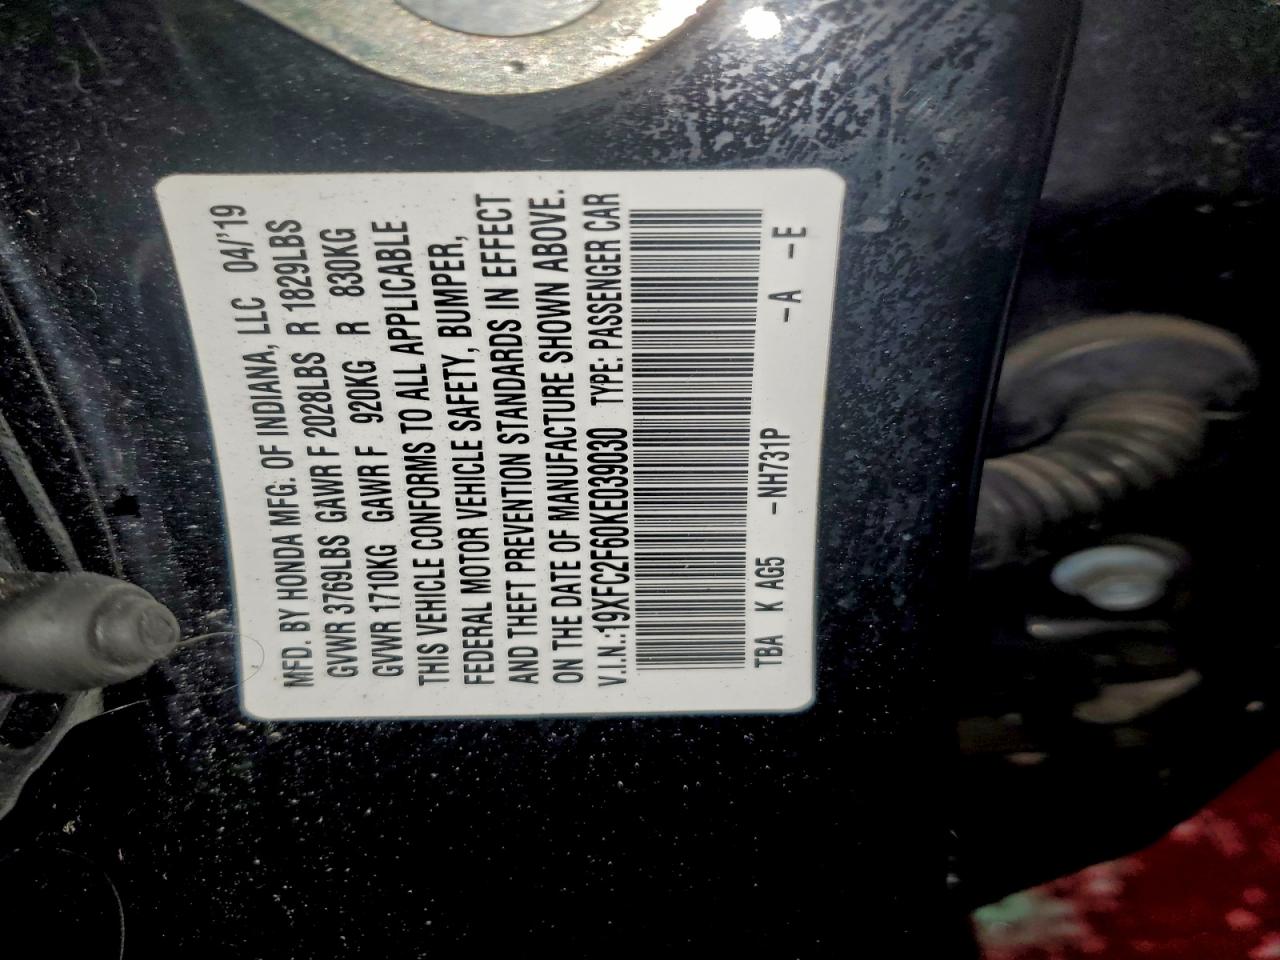 MFD. BY HONDA MFG. OF INDIANA, LLC 04/'19
GVWR 3769LBS GAWR F 2028LBS R 1829LBS
GVWR 1710KG GAWR F 920KG R 830KG
THIS VEHICLE CONFORMS TO ALL APPLICABLE
FEDERAL MOTOR VEHICLE SAFETY, BUMPER,
AND THEFT PREVENTION STANDARDS IN EFFECT
ON THE DATE OF MANUFACTURE SHOWN ABOVE.
V.I.N.:19XFC2F60KE039030 TYPE: PASSENGER CAR
TBA K AG5 -NH731P -A -E